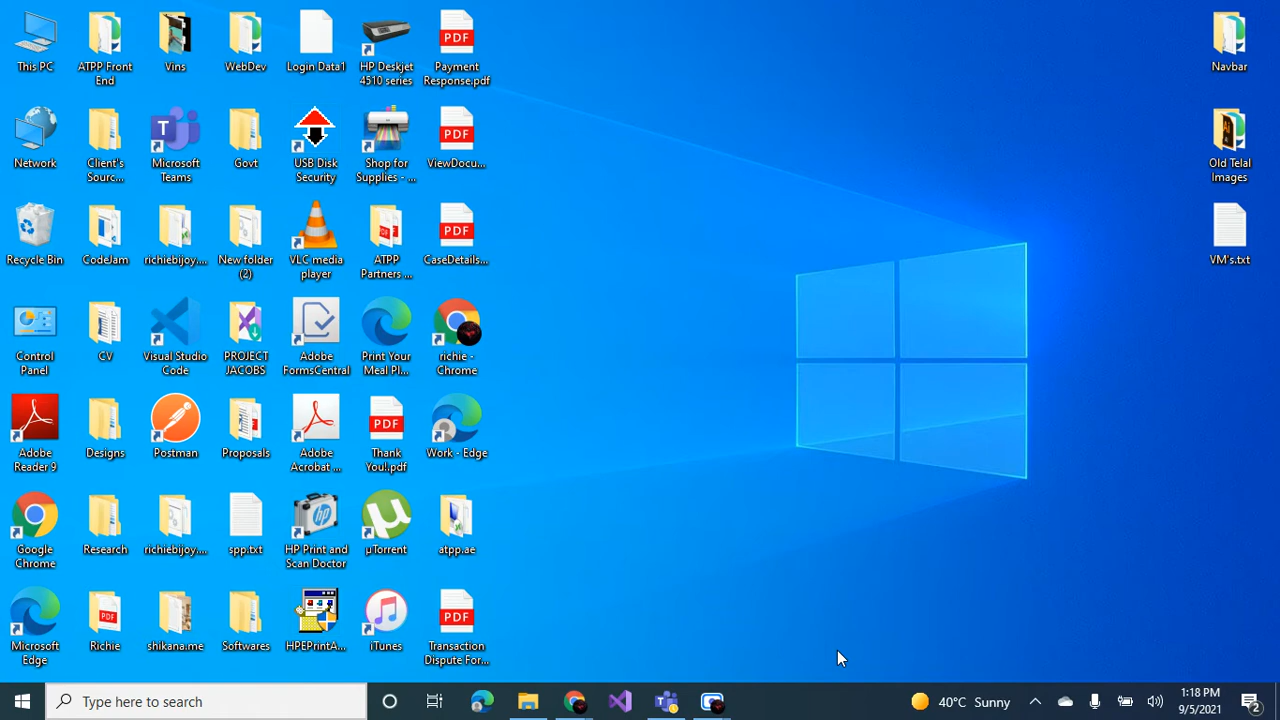 This PC
ATPP Front
End
Vins
WebDev
Login Data1
HP Deskjet
4510 series
PDF
Payment
Response.pdf
Navbar
Network
Client's
Sourc...
T
Microsoft
Teams
Govt
USB Disk
Security
Shop for
Supplies - ...
PDF
ViewDocu...
Old Telal
Images
Recycle Bin
CodeJam
richiebijoy....
New folder
(2)
VLC media
player
ATPP
Partners ...
PDF
CaseDetails...
VM's.txt
Control
Panel
CV
Visual Studio
Code
PROJECT
JACOBS
Adobe
FormsCentral
Print Your
Meal Pl...
richie -
Chrome
Adobe
Reader 9
Designs
Postman
Proposals
Adobe
Acrobat ...
PDF
Thank
You!.pdf
Work - Edge
Google
Chrome
Research
richiebijoy....
spp.txt
hp
HP Print and
Scan Doctor
µ
µTorrent
atpp.ae
Microsoft
Edge
PDF
Richie
shikana.me
Softwares
HPEPrintA...
iTunes
PDF
Transaction
Dispute For...
Type here to search
40°C Sunny
1:18 PM
9/5/2021
2